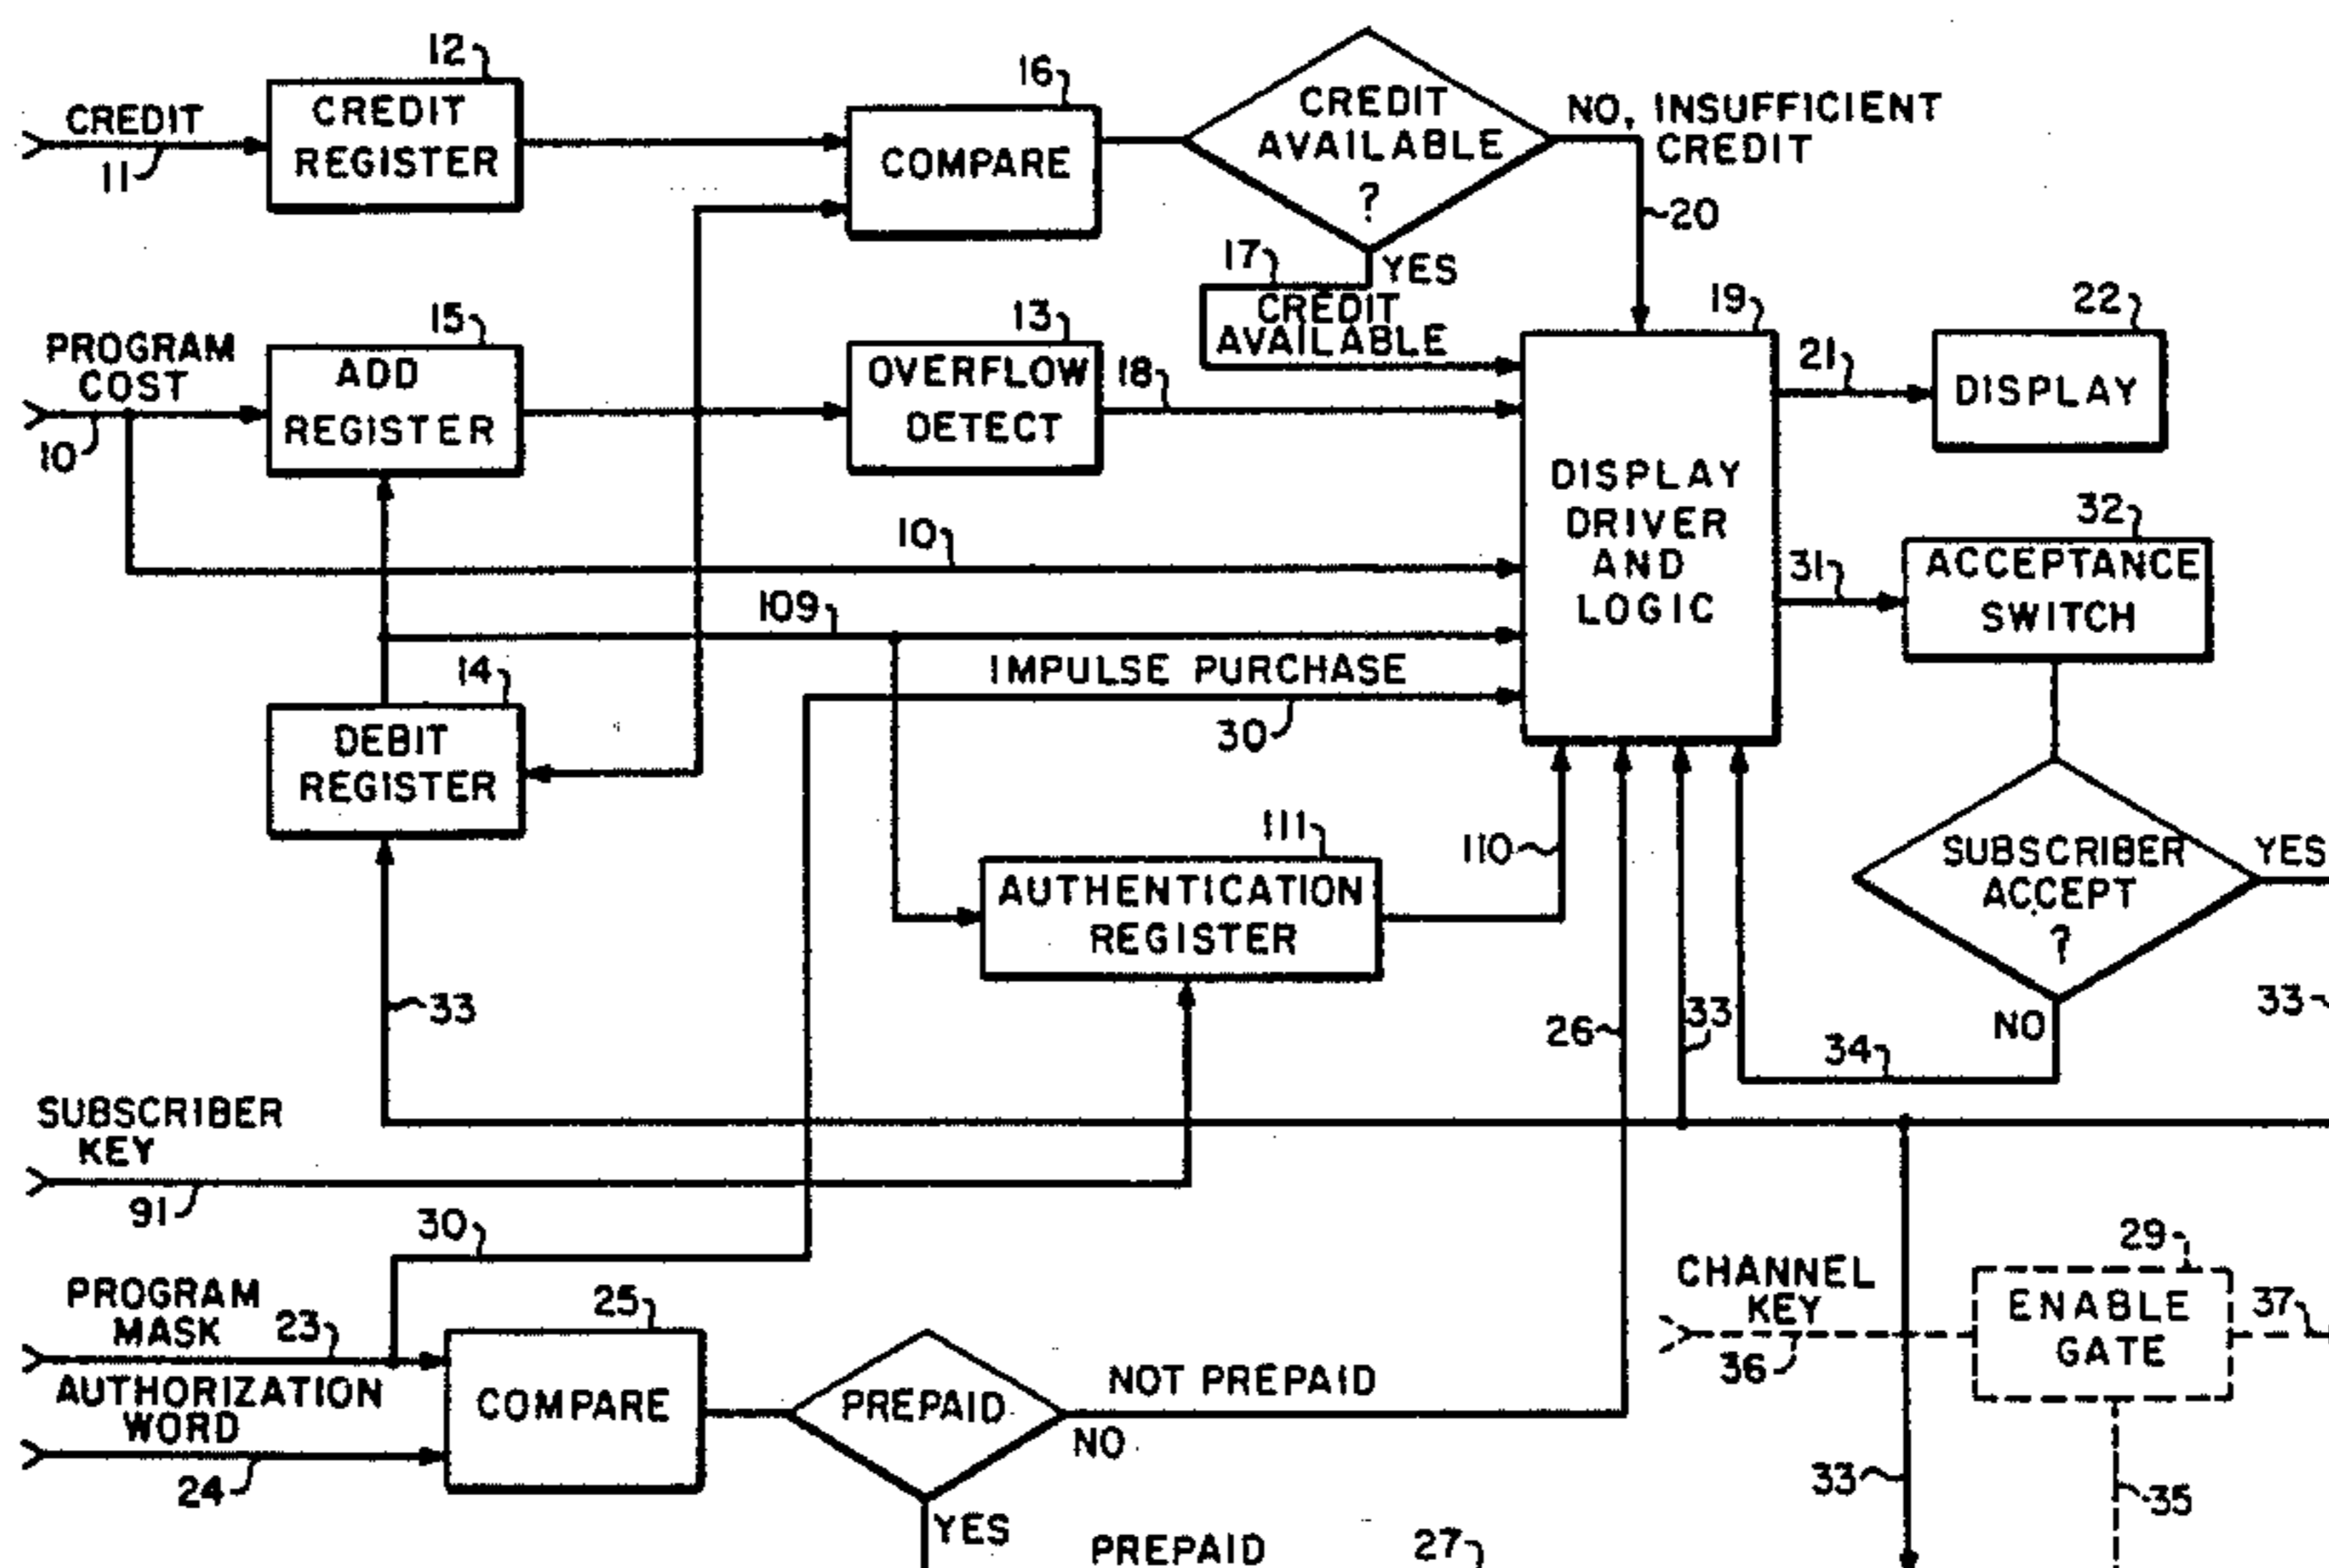 12
CREDIT
11
CREDIT
REGISTER
16
COMPARE
CREDIT
AVAILABLE
?
NO, INSUFFICIENT
CREDIT
20
17
YES
CREDIT
AVAILABLE
PROGRAM
COST
10
15
ADD
REGISTER
13
OVERFLOW
DETECT
18
19
DISPLAY
DRIVER
AND
LOGIC
21
22
DISPLAY
10
109
31
32
ACCEPTANCE
SWITCH
IMPULSE PURCHASE
30
14
DEBIT
REGISTER
111
AUTHENTICATION
REGISTER
110
SUBSCRIBER
ACCEPT
?
YES
NO
33
33
26
33
34
SUBSCRIBER
KEY
91
30
PROGRAM
MASK
23
AUTHORIZATION
WORD
24
25
COMPARE
PREPAID
NOT PREPAID
NO
YES
PREPAID
27
CHANNEL
KEY
36
29
ENABLE
GATE
37
33
35